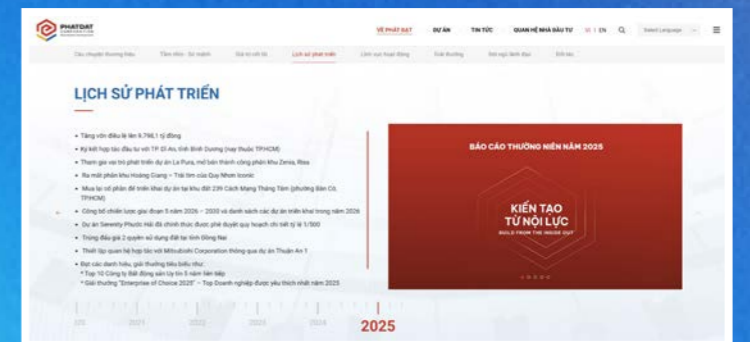 PHATDAT
CORPORATION
VỀ PHÁT ĐẠT
DỰ ÁN
TIN TỨC
QUAN HỆ NHÀ ĐẦU TƯ
VI | EN
Select Language
Câu chuyện thương hiệu
Tầm nhìn - Sứ mệnh
Giá trị cốt lõi
Lịch sử phát triển
Lĩnh vực hoạt động
Giải thưởng
Đội ngũ lãnh đạo
Đối tác
LỊCH SỬ PHÁT TRIỂN
• Tăng vốn điều lệ lên 9,798,1 tỷ đồng
• Ký kết hợp tác đầu tư với TP. Dĩ An, tỉnh Bình Dương (nay thuộc TP.HCM)
• Tham gia vai trò phát triển dự án La Pura, mở bán thành công phân khu Zenia, Risa
• Ra mắt phân khu Hoàng Giang – Trái tim của Quy Nhơn Iconic
• Mua lại cổ phần để triển khai dự án tại khu đất 239 Cách Mạng Tháng Tám (phường Bàn Cờ,
TP.HCM)
• Công bố chiến lược giai đoạn 5 năm 2026 – 2030 và danh sách các dự án triển khai trong năm 2026
• Dự án Serenity Phước Hải đã chính thức được phê duyệt quy hoạch chi tiết tỷ lệ 1/500
• Trúng đấu giá 2 quyền sử dụng đất tại tỉnh Đồng Nai
• Thiết lập quan hệ hợp tác với Mitsubishi Corporation thông qua dự án Thuận An 1
• Đạt các danh hiệu, giải thưởng tiêu biểu như:
* Top 10 Công ty Bất động sản Uy tín 5 năm liên tiếp
* Giải thưởng "Enterprise of Choice 2025" – Top Doanh nghiệp được yêu thích nhất năm 2025
BÁO CÁO THƯỜNG NIÊN NĂM 2025
KIẾN TẠO
TỪ NỘI LỰC
BUILD FROM THE INSIDE OUT
2021
2022
2023
2024
2025